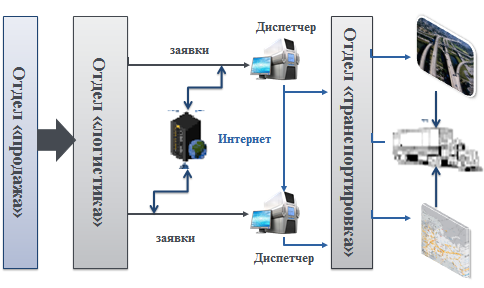 Отдел «продажа»
Отдел «логистика»
заявки
Диспетчер
Интернет
заявки
Диспетчер
Отдел «транспортировка»